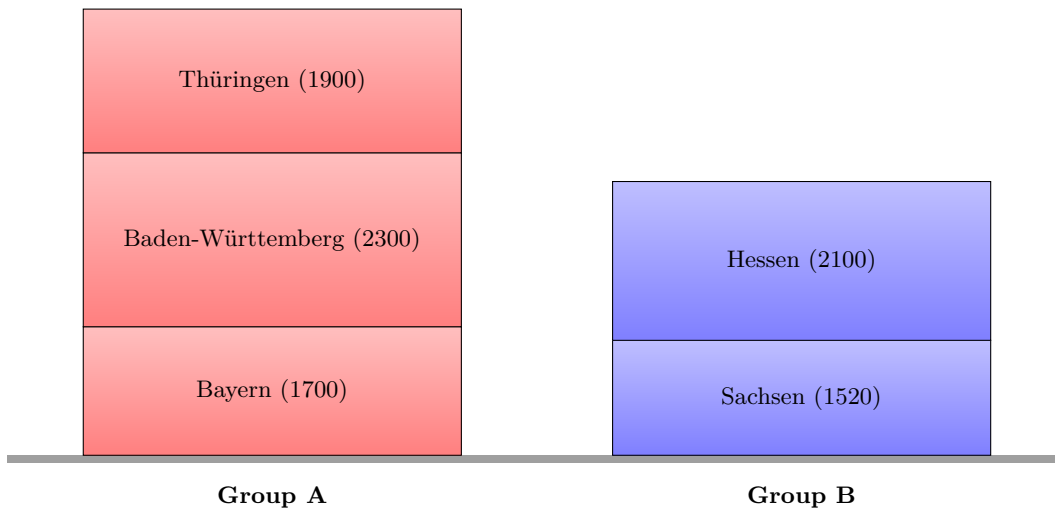 Thüringen (1900)
Baden-Württemberg (2300)
Bayern (1700)
Hessen (2100)
Sachsen (1520)
Group A
Group B